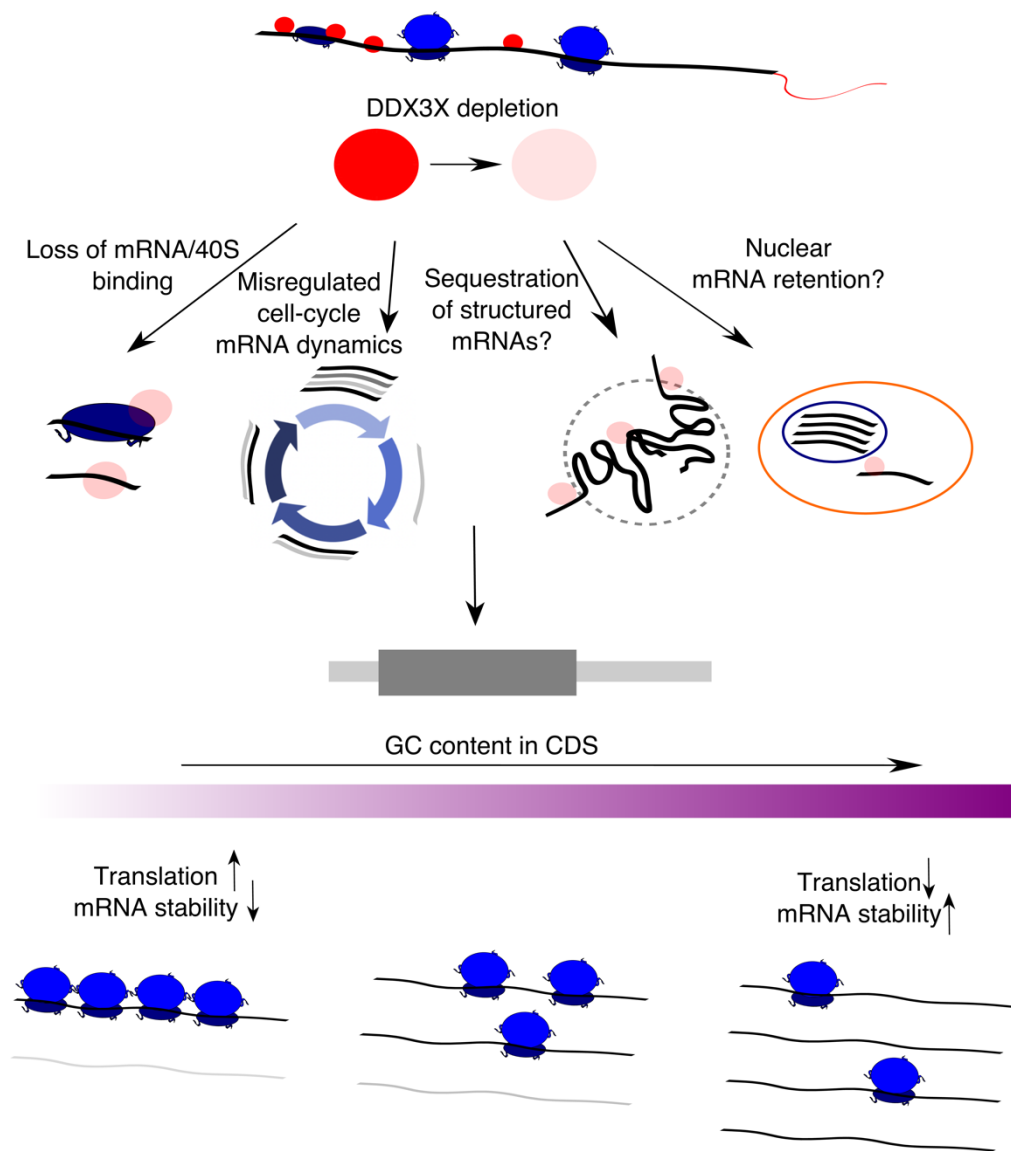 DDX3X depletion
Loss of mRNA/40S
binding
Misregulated
cell-cycle
mRNA dynamics
Sequestration
of structured
mRNAs?
Nuclear
mRNA retention?
GC content in CDS
Translation
mRNA stability
Translation
mRNA stability